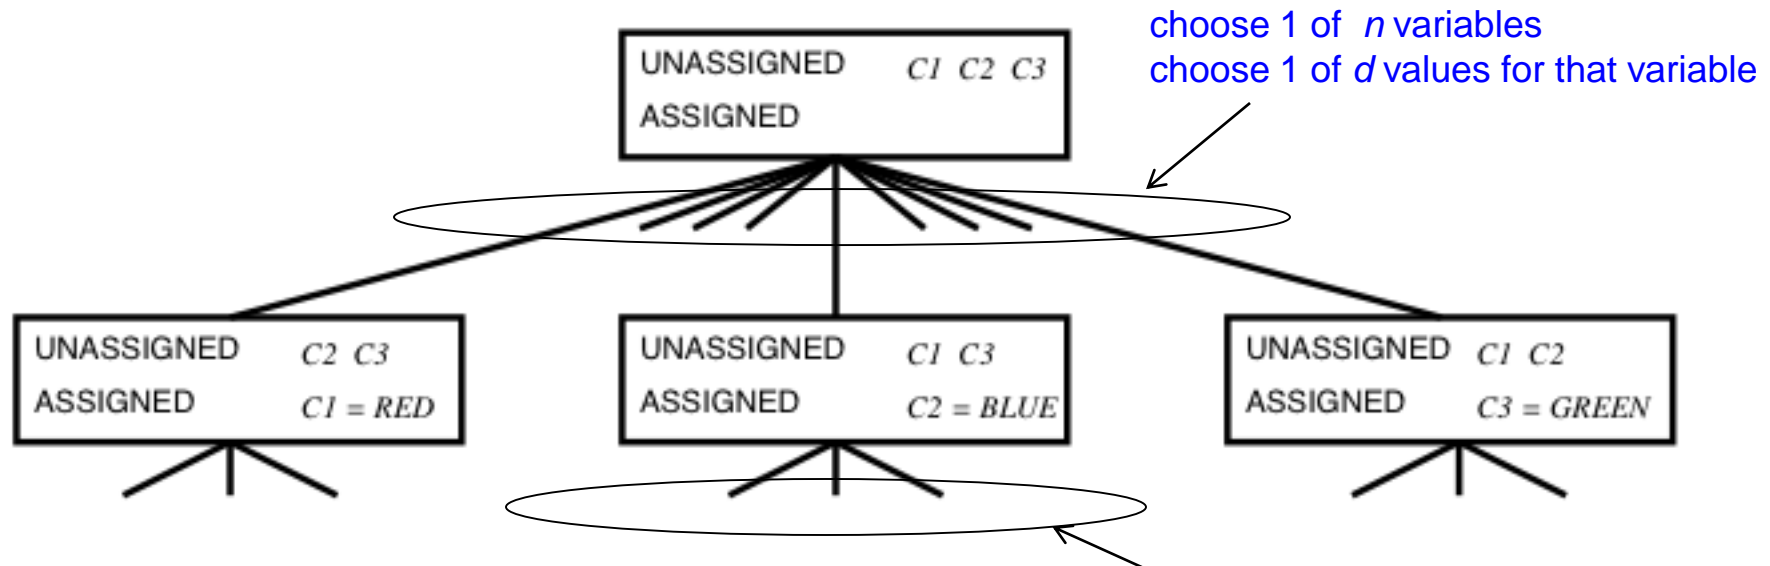 choose 1 of n variables
choose 1 of d values for that variable
UNASSIGNED C1 C2 C3
ASSIGNED
UNASSIGNED C2 C3
ASSIGNED C1 = RED
UNASSIGNED C1 C3
ASSIGNED C2 = BLUE
UNASSIGNED C1 C2
ASSIGNED C3 = GREEN